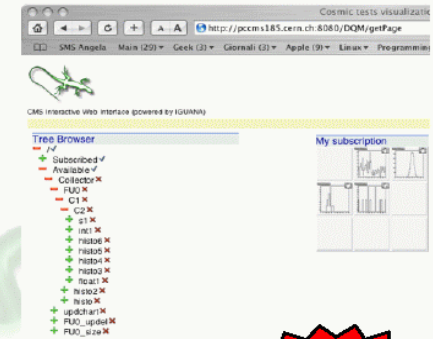 Cosmic tests visualizatic
A A http://pccms185.cern.ch:8080/DQM/getPage
SMS Angela Main (29) Geek (3) Giornali (3) Apple (9) Linux Programming
CMS Interactive Web Interface (powered by IGUANA)
Tree Browser
My subscription
/
Subscribed
Available
Collector
FU0
C1
C2
s1
int1
histo6
histo5
histo4
histo3
float1
histo2
histo
updchart
FU0_updet
FU0_size